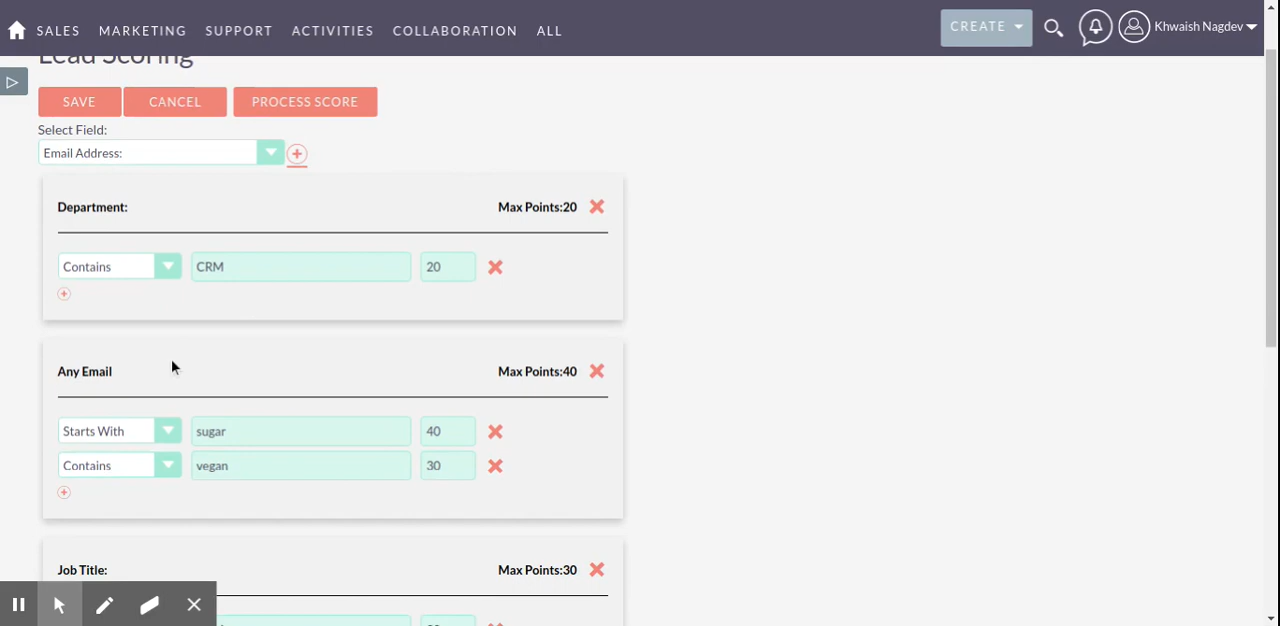 SALES MARKETING SUPPORT ACTIVITIES COLLABORATION ALL CREATE Khwaish Nagdev
Lead Scoring
SAVE CANCEL PROCESS SCORE
Select Field:
Email Address:
Department: Max Points:20
Contains CRM 20
Any Email Max Points:40
Starts With sugar 40
Contains vegan 30
Job Title: Max Points:30